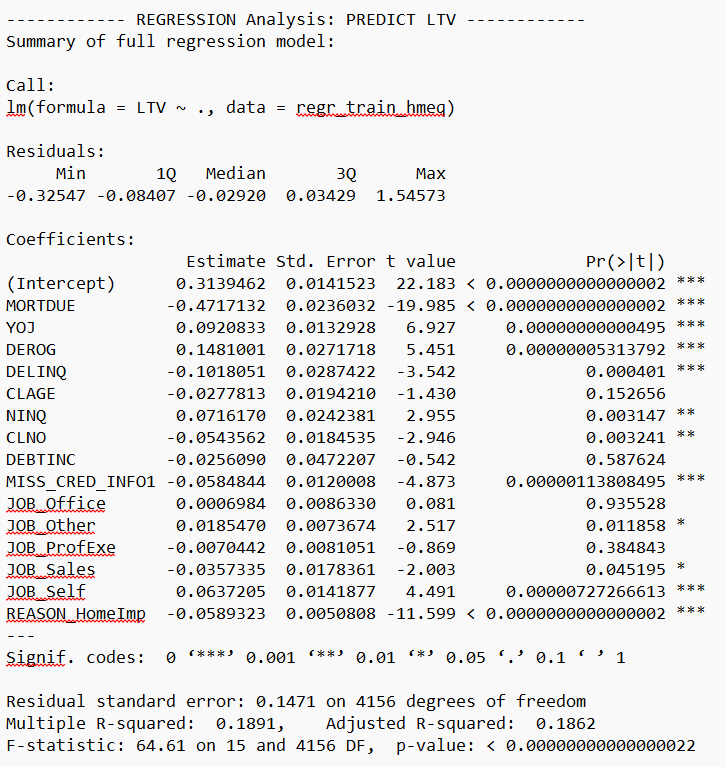 ------------ REGRESSION Analysis: PREDICT LTV ------------
Summary of full regression model:
Call:
lm(formula = LTV ~ ., data = regr_train_hmeq)
Residuals:
Min 1Q Median 3Q Max
-0.32547 -0.08407 -0.02920 0.03429 1.54573
Coefficients:
Estimate Std. Error t value Pr(>|t|)
(Intercept) 0.3139462 0.0141523 22.183 < 0.0000000000000002 ***
MORTDUE -0.4717132 0.0236032 -19.985 < 0.0000000000000002 ***
YOJ 0.0920833 0.0132928 6.927 0.00000000000495 ***
DEROG 0.1481001 0.0271718 5.451 0.00000005313792 ***
DELINQ -0.1018051 0.0287422 -3.542 0.000401 ***
CLAGE -0.0277813 0.0194210 -1.430 0.152656
NINQ 0.0716170 0.0242381 2.955 0.003147 **
CLNO -0.0543562 0.0184535 -2.946 0.003241 **
DEBTINC -0.0256090 0.0472207 -0.542 0.587624
MISS_CRED_INFO1 -0.0584844 0.0120008 -4.873 0.00000113808495 ***
JOB_Office 0.0006984 0.0086330 0.081 0.935528
JOB_Other 0.0185470 0.0073674 2.517 0.011858 *
JOB_ProfExe -0.0070442 0.0081051 -0.869 0.384843
JOB_Sales -0.0357335 0.0178361 -2.003 0.045195 *
JOB_Self 0.0637205 0.0141877 4.491 0.00000727266613 ***
REASON_HomeImp -0.0589323 0.0050808 -11.599 < 0.0000000000000002 ***
---
Signif. codes: 0 ‘***’ 0.001 ‘**’ 0.01 ‘*’ 0.05 ‘.’ 0.1 ‘ ’ 1
Residual standard error: 0.1471 on 4156 degrees of freedom
Multiple R-squared: 0.1891, Adjusted R-squared: 0.1862
F-statistic: 64.61 on 15 and 4156 DF, p-value: < 0.00000000000000022